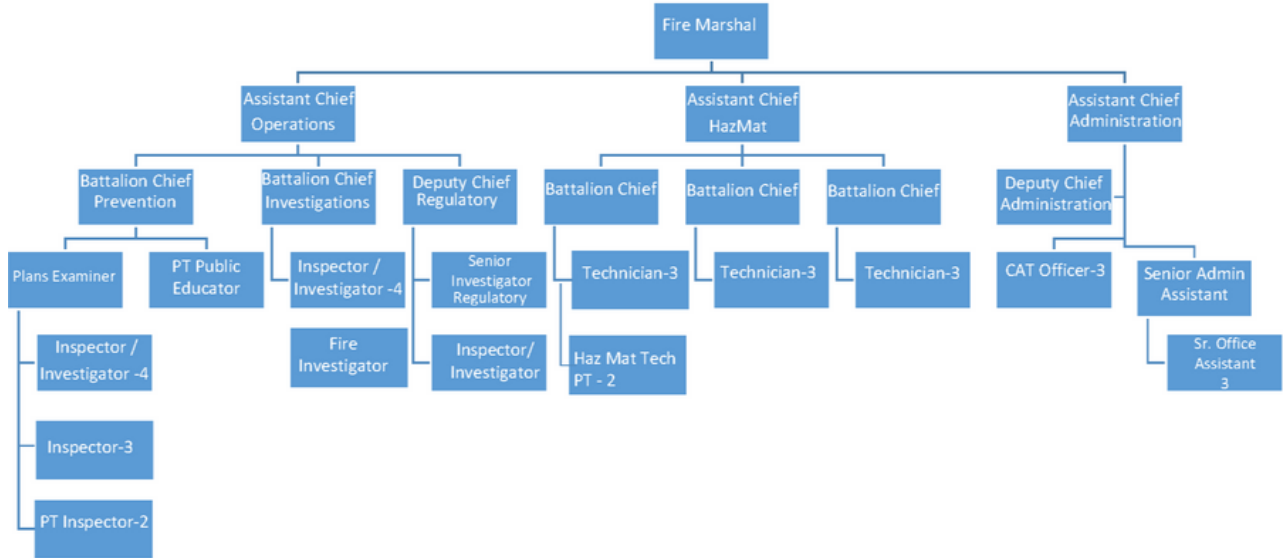 Fire Marshal
Assistant Chief
Operations
Assistant Chief
HazMat
Assistant Chief
Administration
Battalion Chief
Prevention
Battalion Chief
Investigations
Deputy Chief
Regulatory
Battalion Chief
Battalion Chief
Battalion Chief
Deputy Chief
Administration
Plans Examiner
PT Public
Educator
Inspector /
Investigator -4
Senior
Investigator
Regulatory
Technician-3
Technician-3
Technician-3
CAT Officer-3
Senior Admin
Assistant
Inspector /
Investigator -4
Fire
Investigator
Inspector/
Investigator
Haz Mat Tech
PT - 2
Sr. Office
Assistant
3
Inspector-3
PT Inspector-2